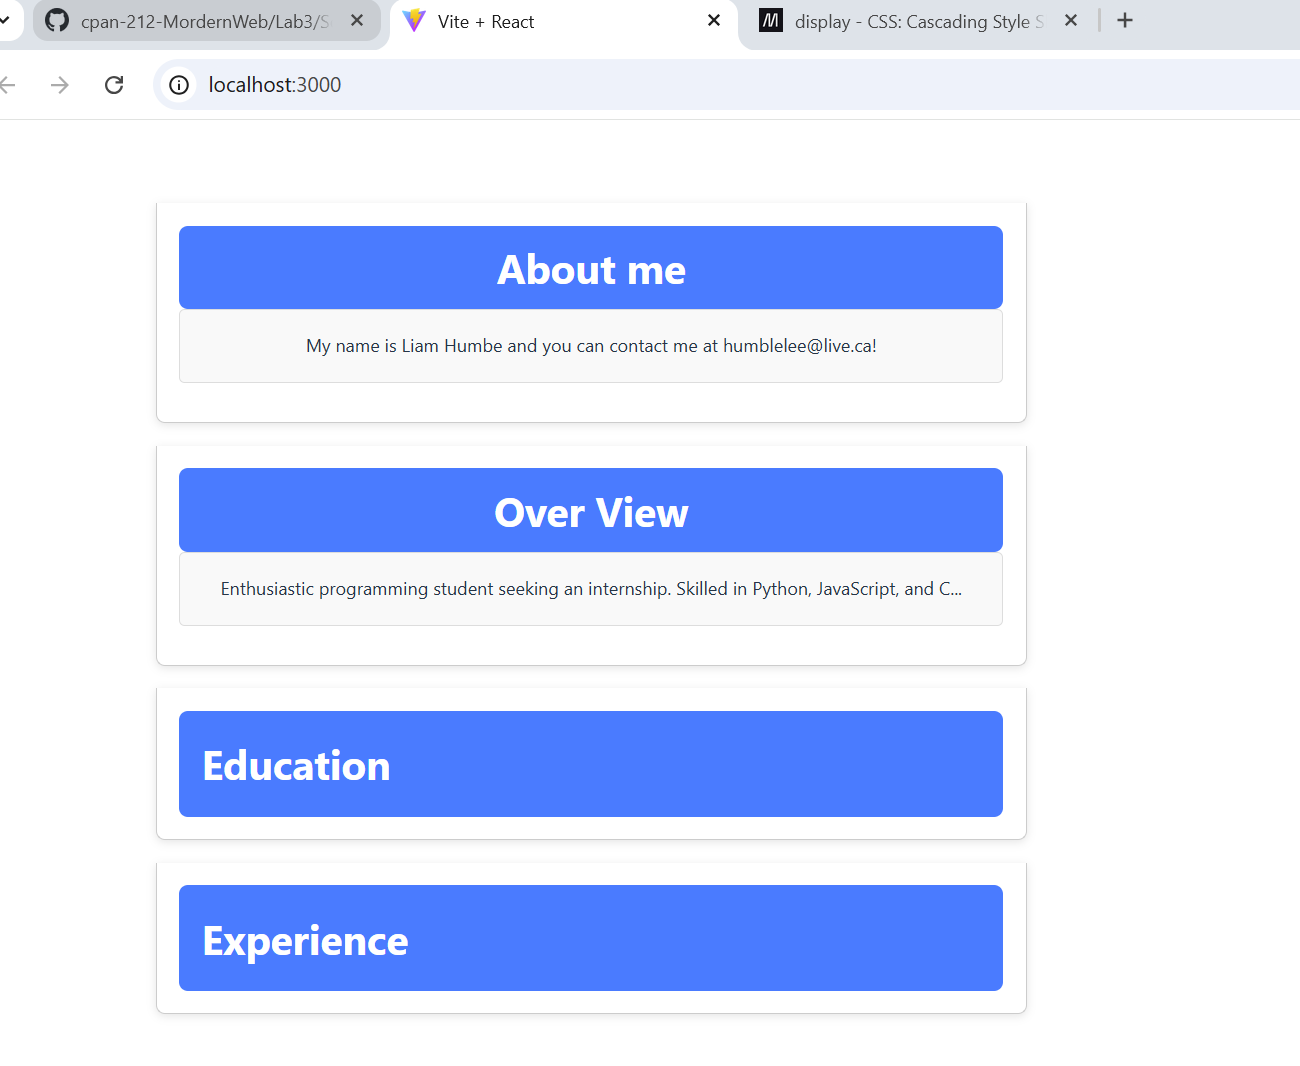 cpan-212-MordernWeb/Lab3/S
Vite + React
display - CSS: Cascading Style S
localhost:3000
About me
My name is Liam Humbe and you can contact me at humblelee@live.ca!
Over View
Enthusiastic programming student seeking an internship. Skilled in Python, JavaScript, and C...
Education
Experience